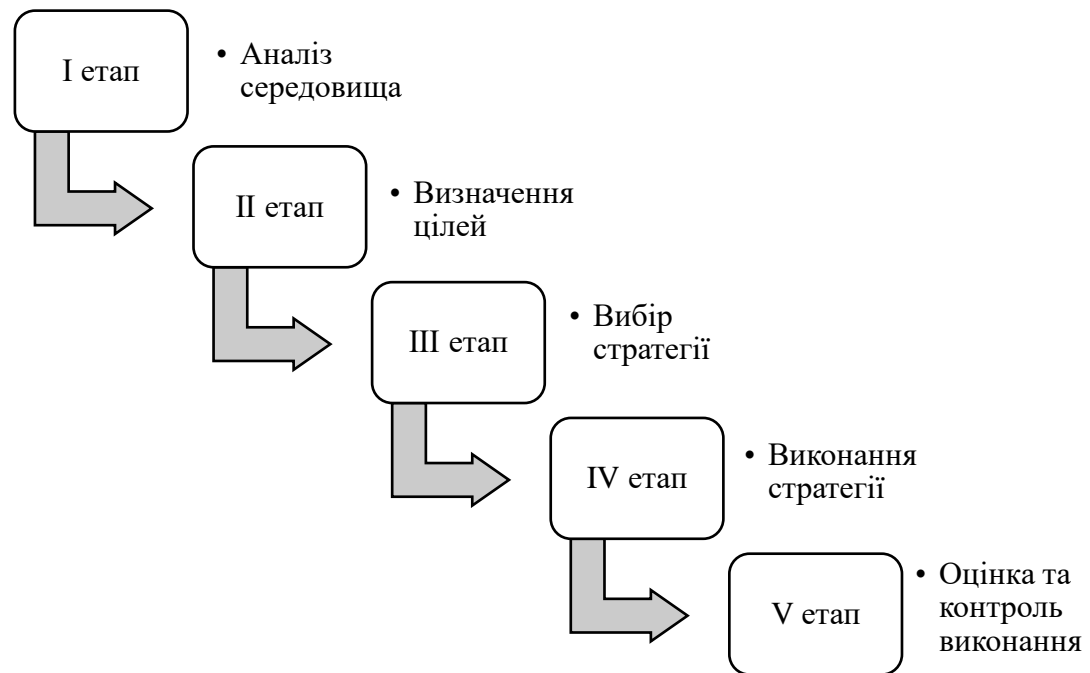 I етап
• Аналіз
середовища
II етап
• Визначення
цілей
III етап
• Вибір
стратегії
IV етап
• Виконання
стратегії
V етап
• Оцінка та
контроль
виконання